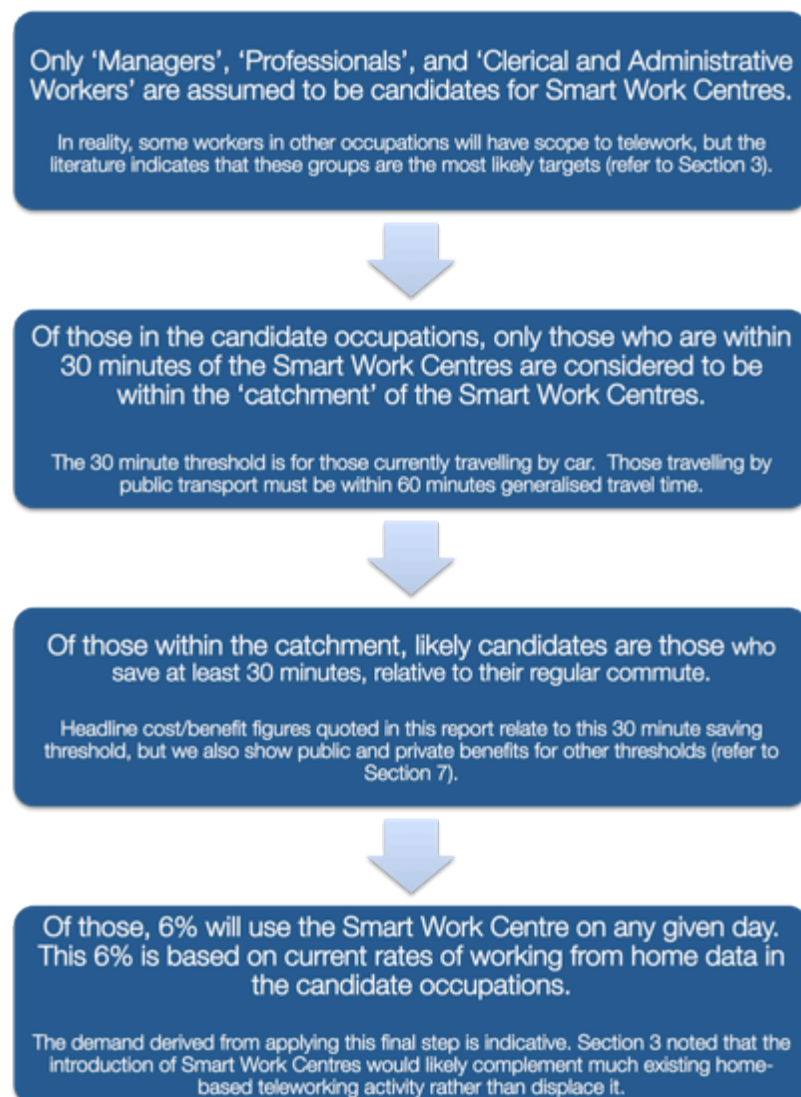 Only ‘Managers’, ‘Professionals’, and ‘Clerical and Administrative
Workers’ are assumed to be candidates for Smart Work Centres.
In reality, some workers in other occupations will have scope to telework, but the
literature indicates that these groups are the most likely targets (refer to Section 3).
Of those in the candidate occupations, only those who are within
30 minutes of the Smart Work Centres are considered to be
within the ‘catchment’ of the Smart Work Centres.
The 30 minute threshold is for those currently travelling by car. Those travelling by
public transport must be within 60 minutes generalised travel time.
Of those within the catchment, likely candidates are those who
save at least 30 minutes, relative to their regular commute.
Headline cost/benefit figures quoted in this report relate to this 30 minute saving
threshold, but we also show public and private benefits for other thresholds (refer to
Section 7).
Of those, 6% will use the Smart Work Centre on any given day.
This 6% is based on current rates of working from home data in
the candidate occupations.
The demand derived from applying this final step is indicative. Section 3 noted that the
introduction of Smart Work Centres would likely complement much existing home-
based teleworking activity rather than displace it.